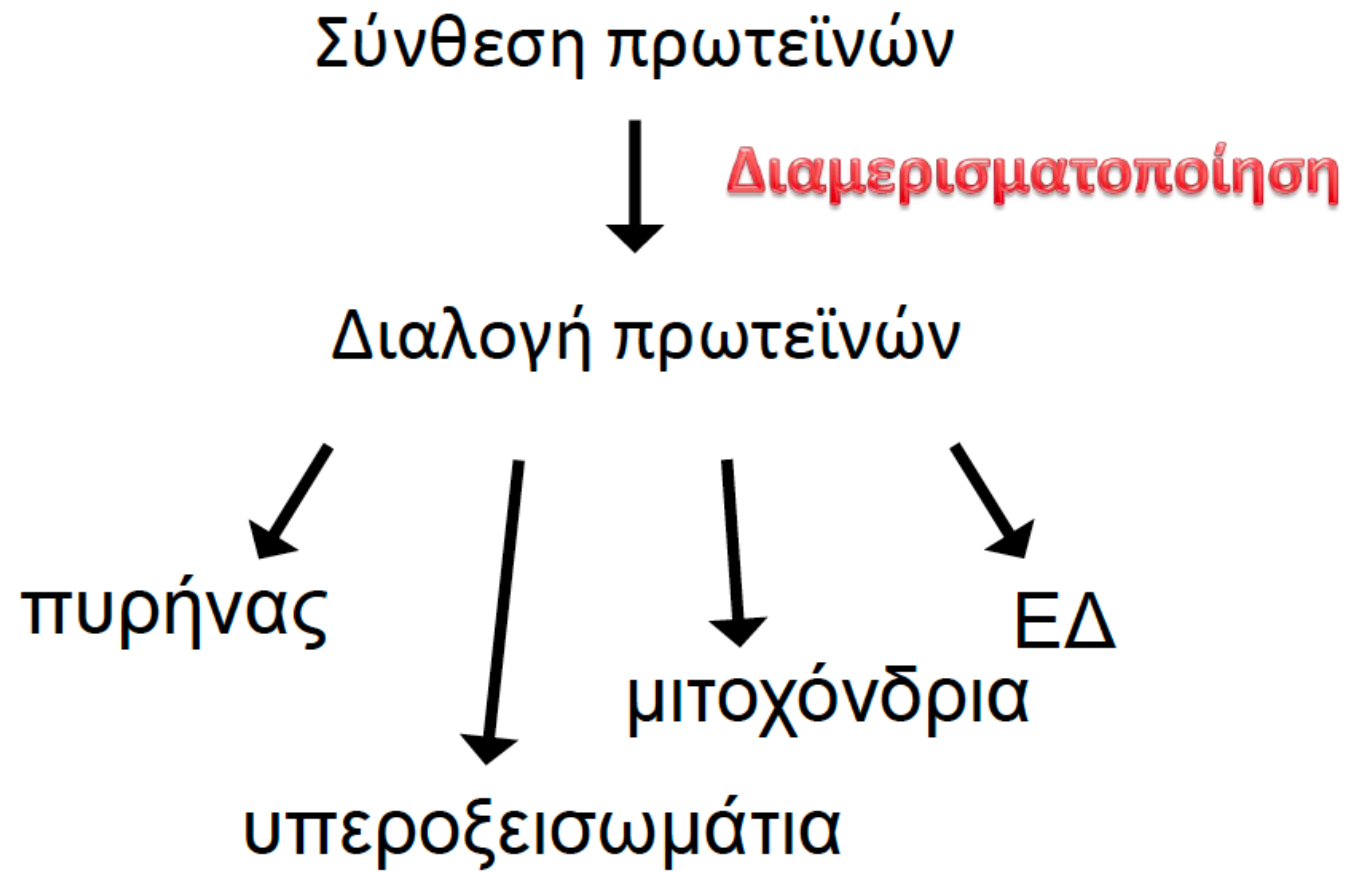 Σύνθεση πρωτεϊνών
Διαμερισματοποίηση
Διαλογή πρωτεϊνών
πυρήνας
ΕΔ
μιτοχόνδρια
υπεροξεισωμάτια